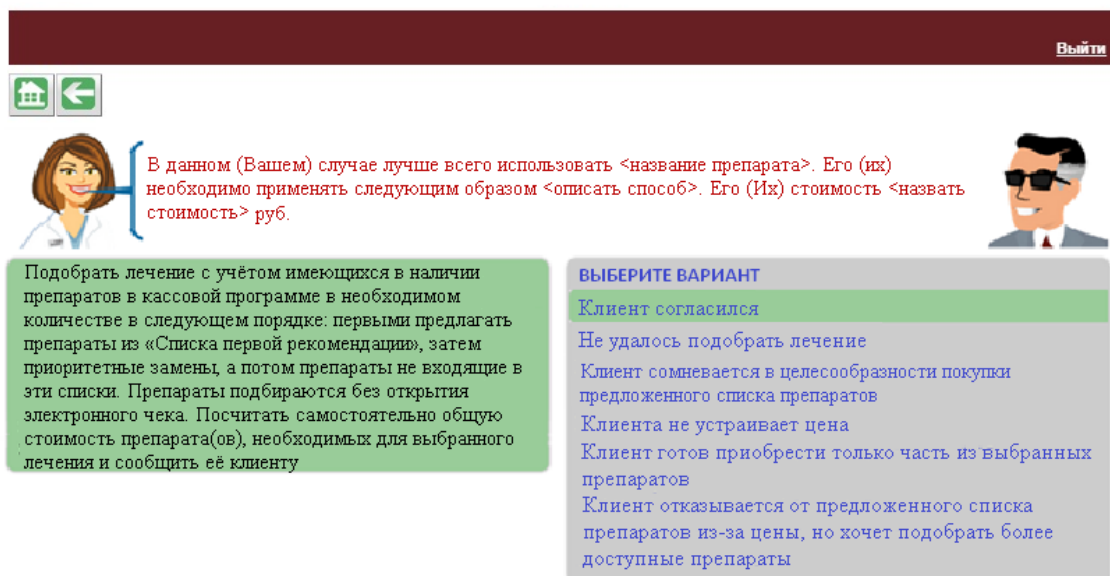 Выйти
В данном (Вашем) случае лучше всего использовать <название препарата>. Его (их)
необходимо применять следующим образом <описать способ>. Его (Их) стоимость <назвать
стоимость> руб.
Подобрать лечение с учётом имеющихся в наличии
препаратов в кассовой программе в необходимом
количестве в следующем порядке: первыми предлагать
препараты из «Списка первой рекомендации», затем
приоритетные замены, а потом препараты не входящие в
эти списки. Препараты подбираются без открытия
электронного чека. Посчитать самостоятельно общую
стоимость препарата(ов), необходимых для выбранного
лечения и сообщить её клиенту
ВЫБЕРИТЕ ВАРИАНТ
Клиент согласился
Не удалось подобрать лечение
Клиент сомневается в целесообразности покупки
предложенного списка препаратов
Клиента не устраивает цена
Клиент готов приобрести только часть из выбранных
препаратов
Клиент отказывается от предложенного списка
препаратов из-за цены, но хочет подобрать более
доступные препараты